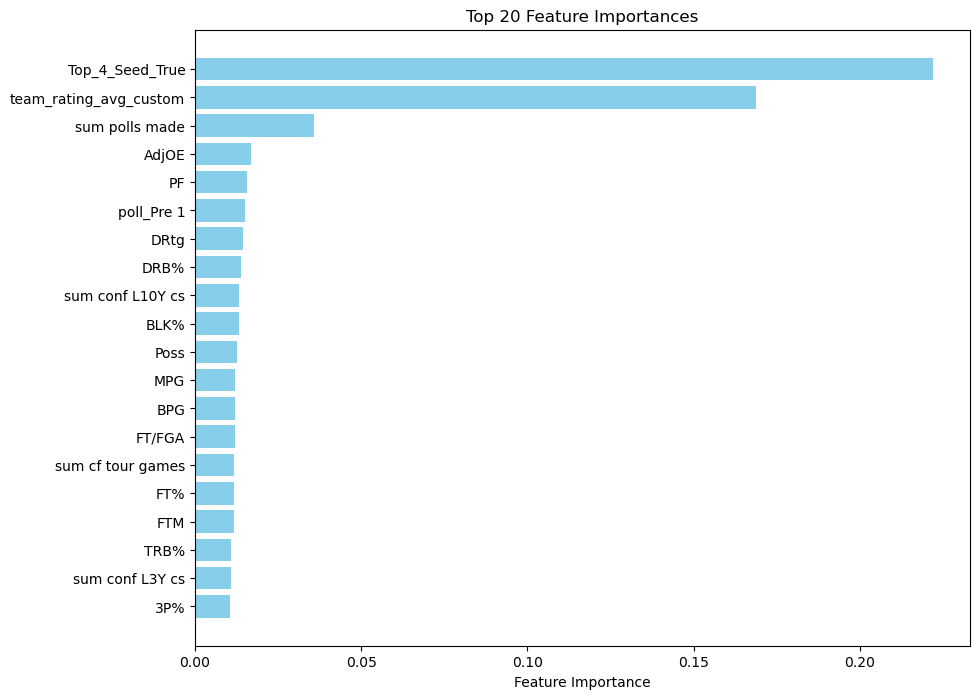 Top 20 Feature Importances
Top_4_Seed_True
team_rating_avg_custom
sum polls made
AdjOE
PF
poll_Pre 1
DRtg
DRB%
sum conf L10Y cs
BLK%
Poss
MPG
BPG
FT/FGA
sum cf tour games
FT%
FTM
TRB%
sum conf L3Y cs
3P%
0.00 0.05 0.10 0.15 0.20
Feature Importance